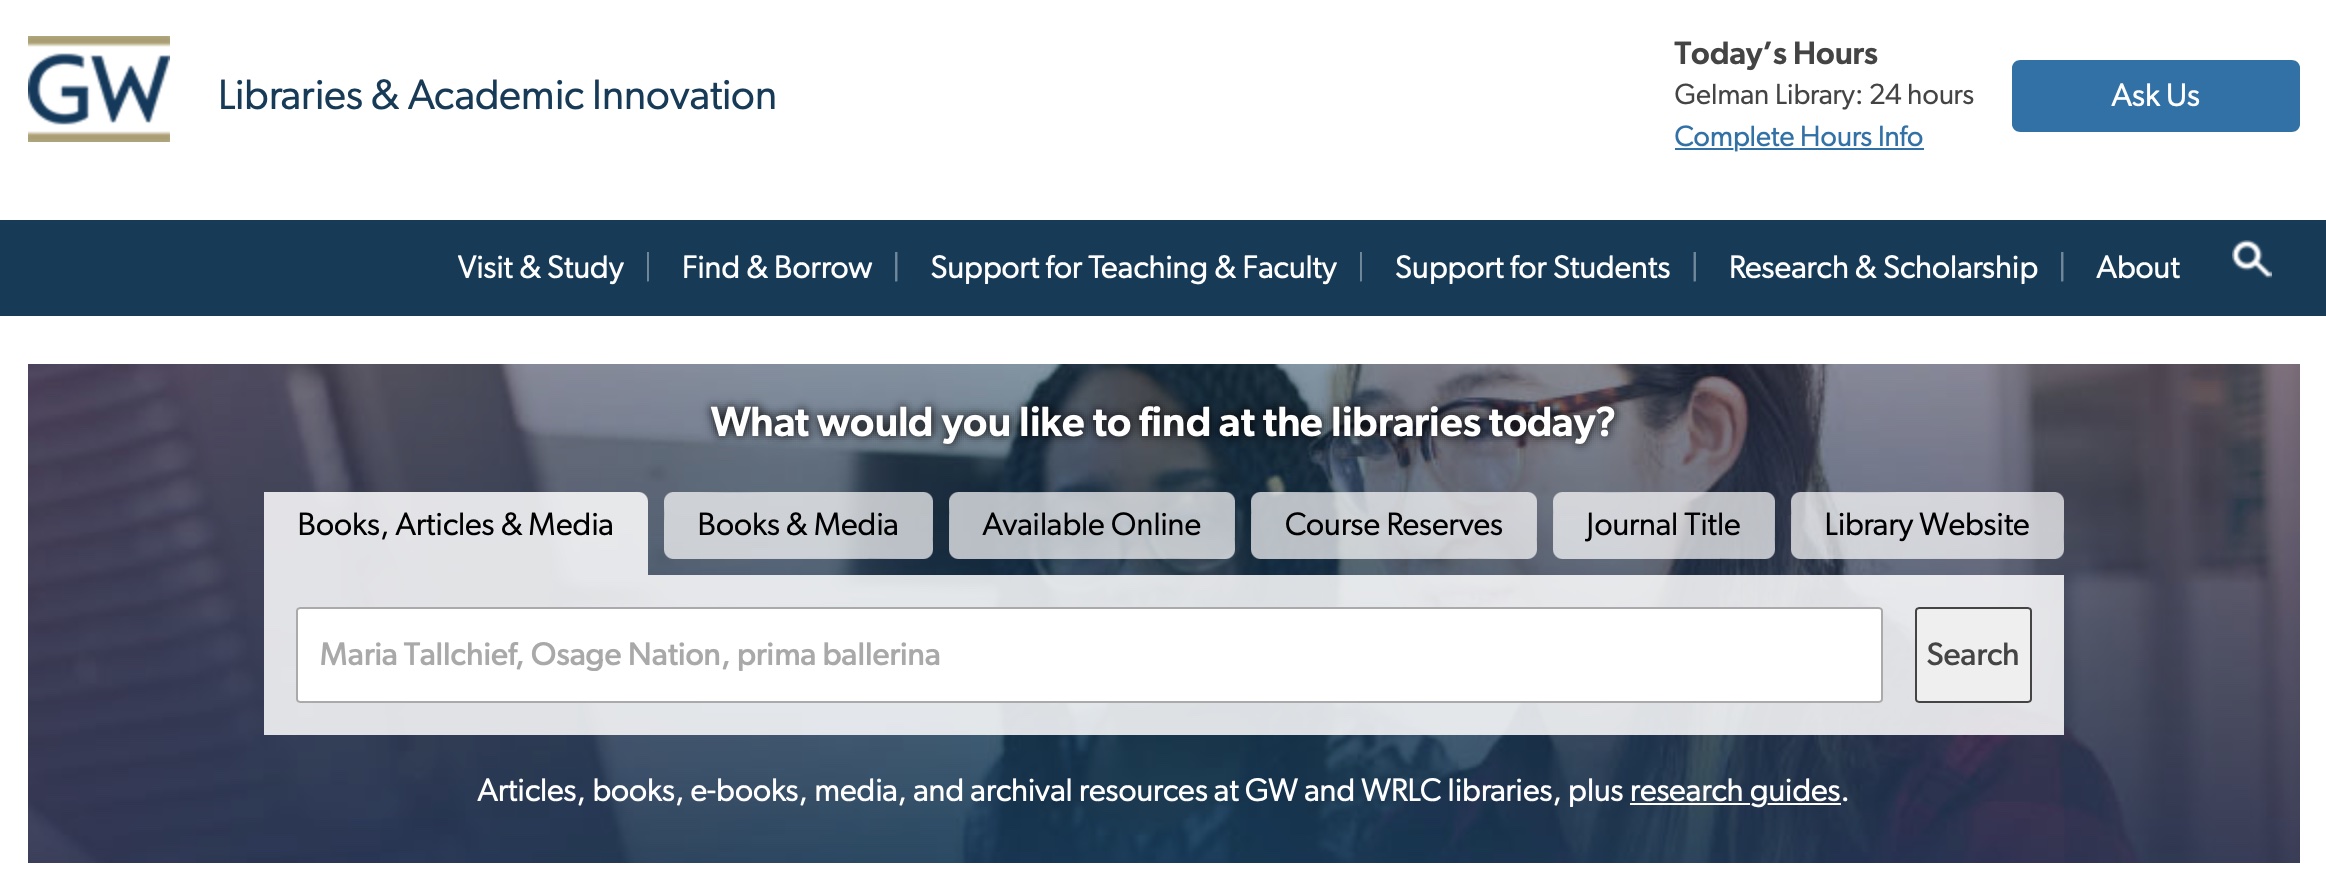 GW
Libraries & Academic Innovation
Today’s Hours
Gelman Library: 24 hours
Complete Hours Info
Ask Us
Visit & Study
Find & Borrow
Support for Teaching & Faculty
Support for Students
Research & Scholarship
About
What would you like to find at the libraries today?
Books, Articles & Media
Books & Media
Available Online
Course Reserves
Journal Title
Library Website
Maria Tallchief, Osage Nation, prima ballerina
Search
Articles, books, e-books, media, and archival resources at GW and WRLC libraries, plus research guides.